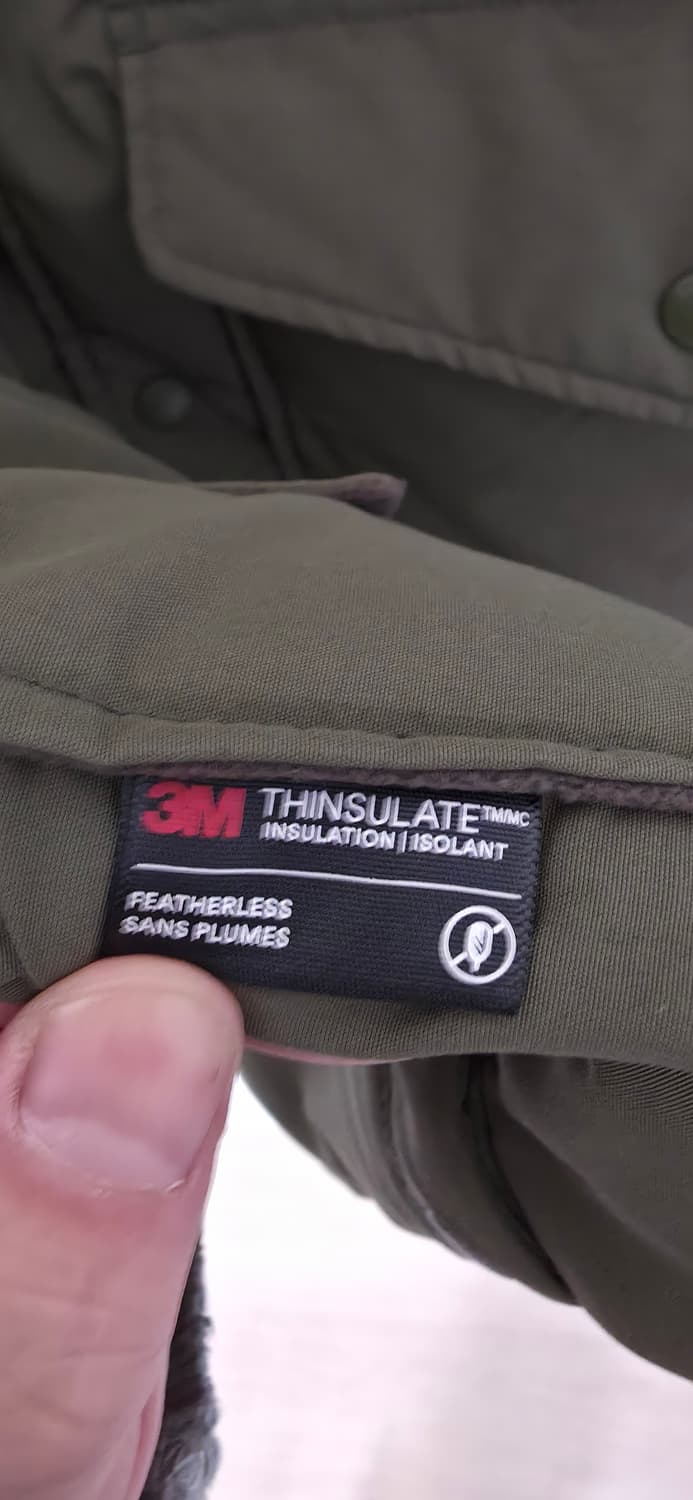 3M THINSULATE™/MC
INSULATION | ISOLANT
FEATHERLESS
SANS PLUMES